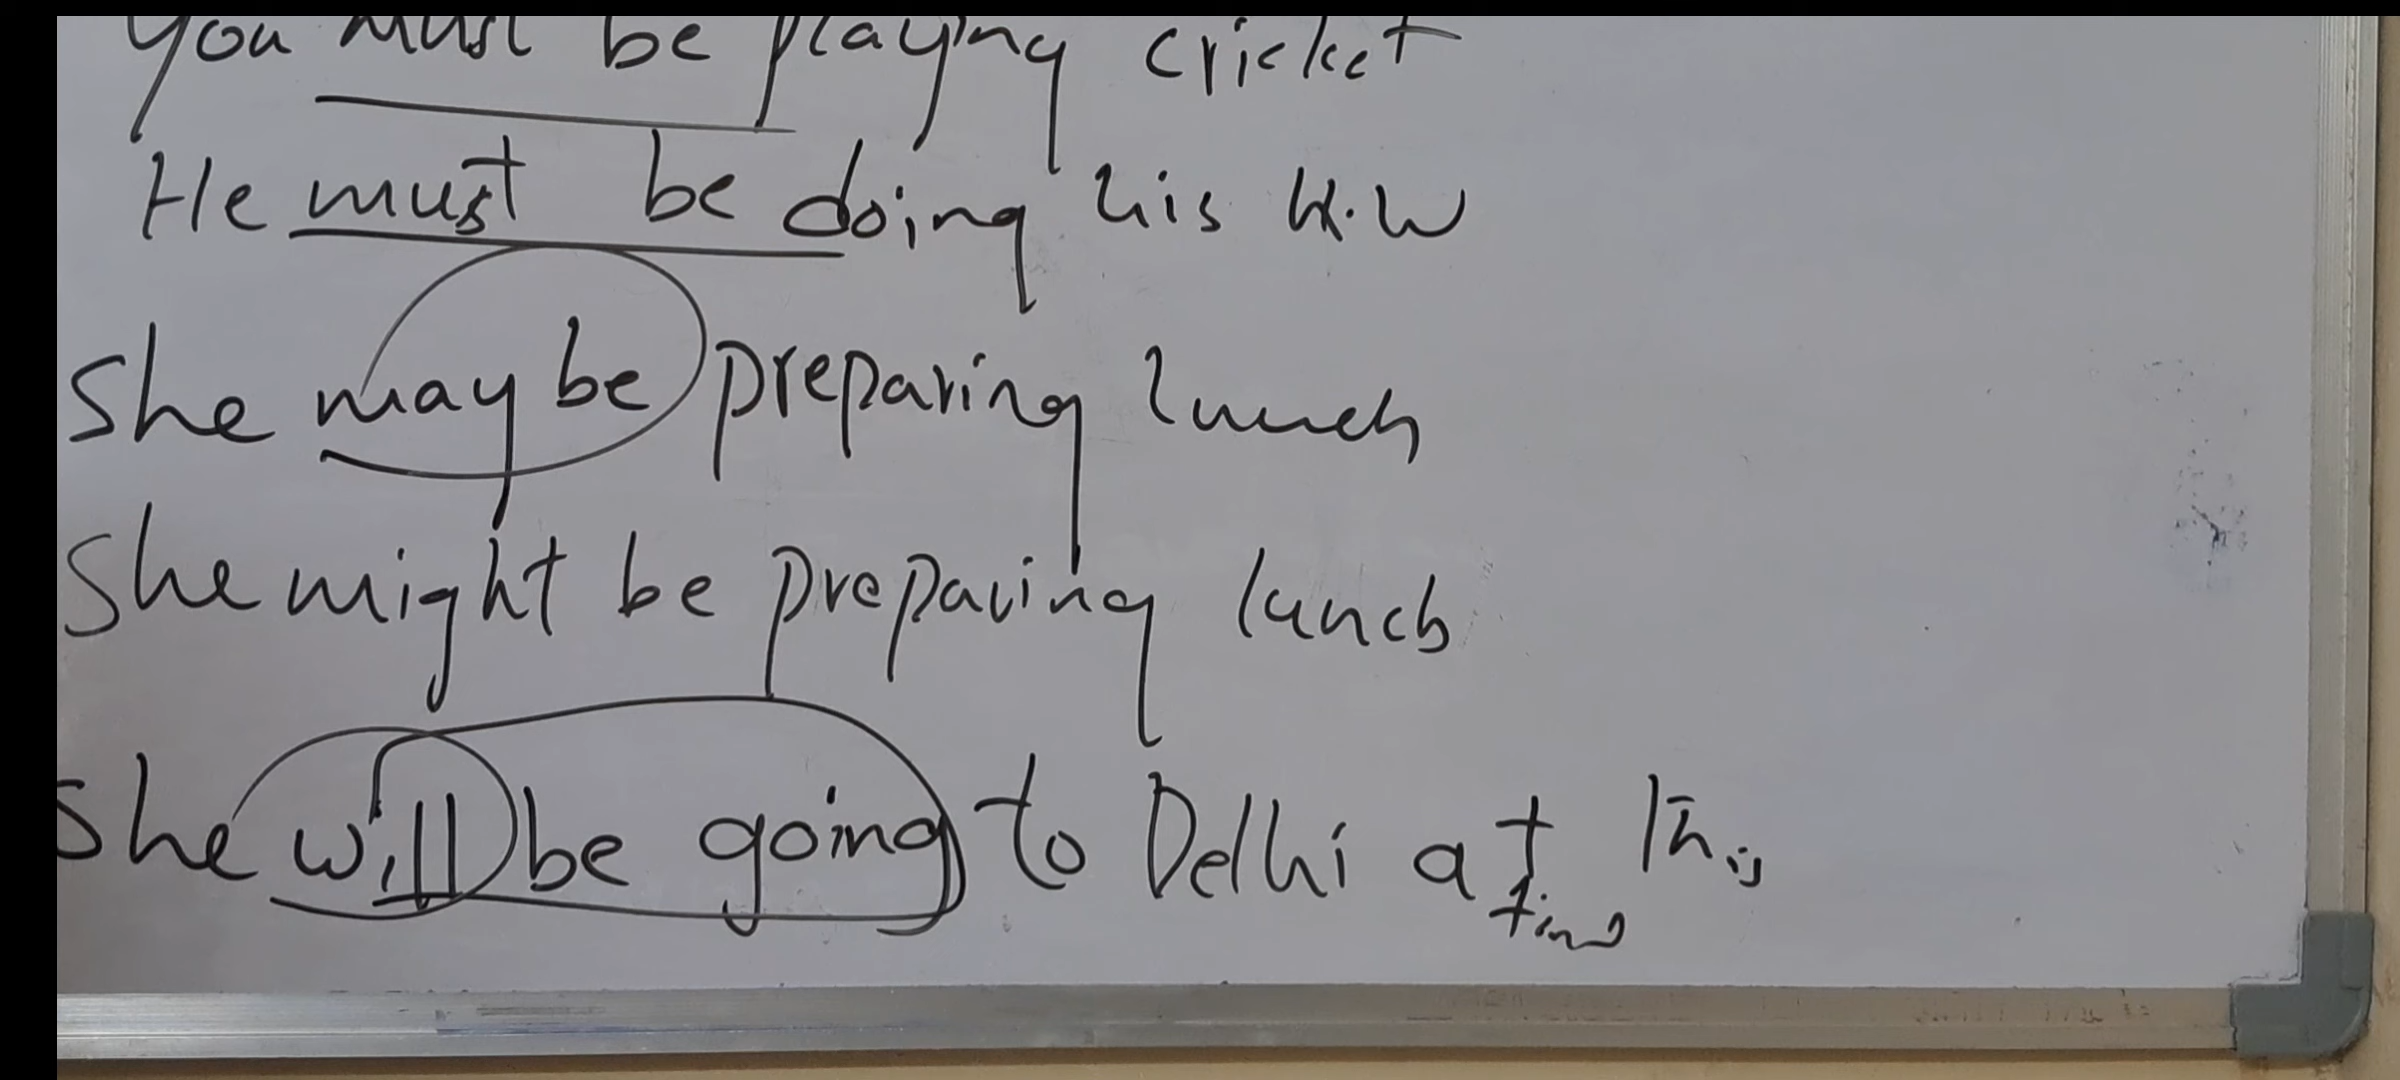 You must be playing cricket
He must be doing his H.W
She may be preparing lunch
She might be preparing lunch
She will be going to Delhi at this
time